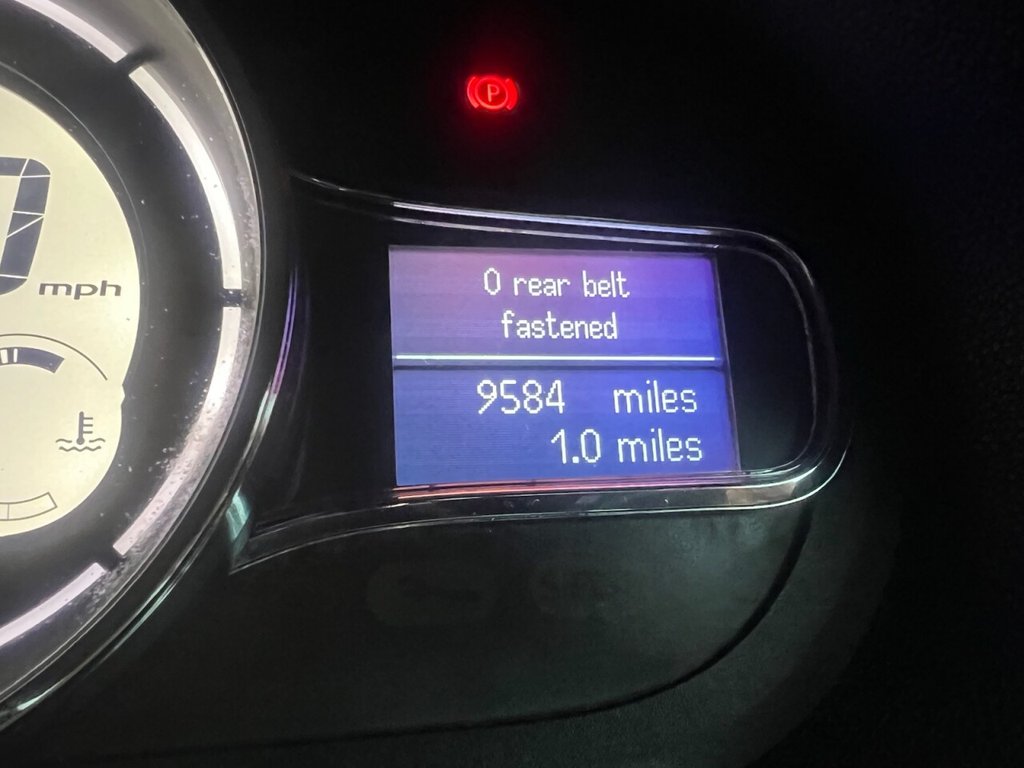 P
0 rear belt
fastened
mph
9584 miles
1.0 miles